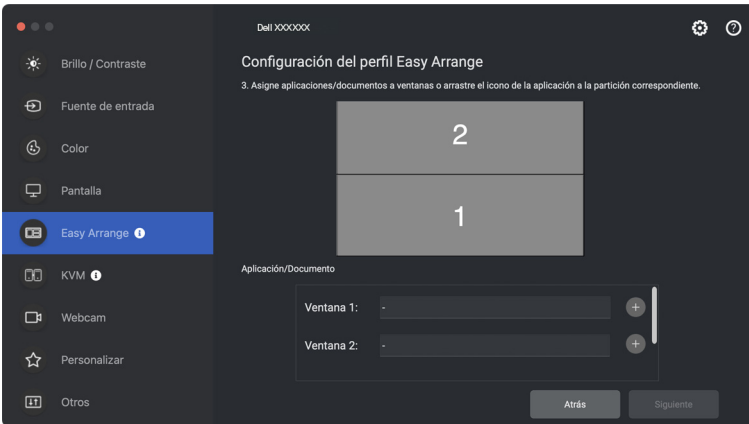 Dell XXXXXX
Brillo / Contraste
Fuente de entrada
Color
Pantalla
Easy Arrange
KVM
Webcam
Personalizar
Otros
Configuración del perfil Easy Arrange
3. Asigne aplicaciones/documentos a ventanas o arrastre el icono de la aplicación a la partición correspondiente.
2
1
Aplicación/Documento
Ventana 1: -
Ventana 2: -
Atrás Siguiente